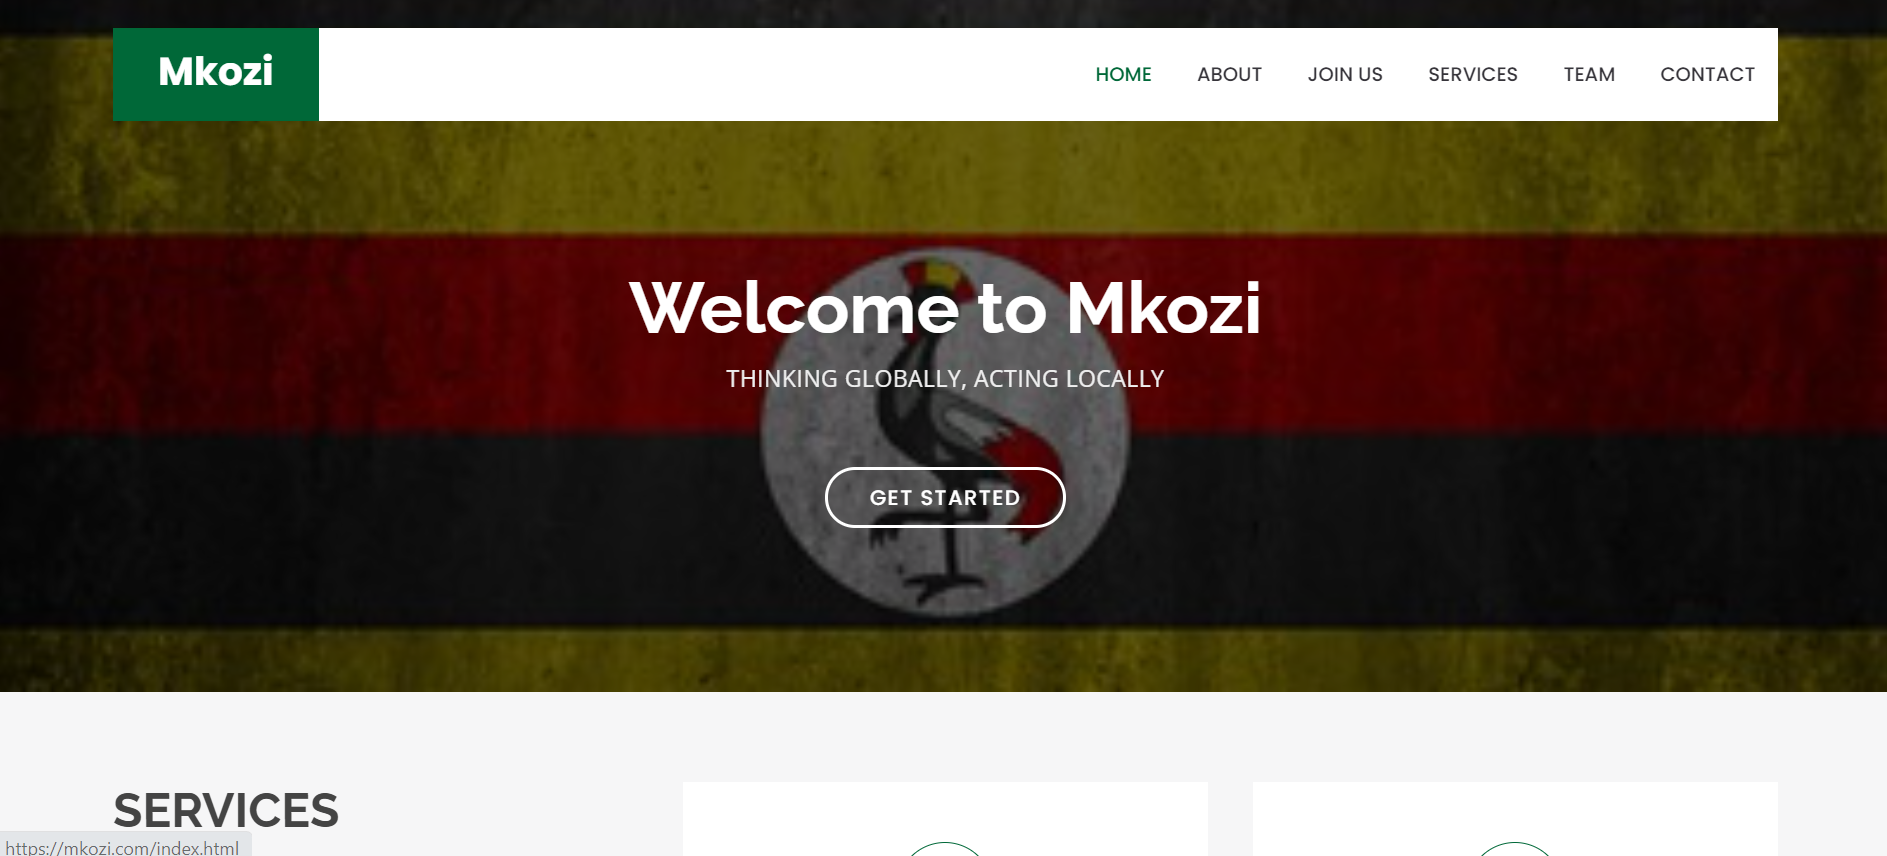 Mkozi
HOME ABOUT JOIN US SERVICES TEAM CONTACT
Welcome to Mkozi
THINKING GLOBALLY, ACTING LOCALLY
GET STARTED
SERVICES
https://mkozi.com/index.html